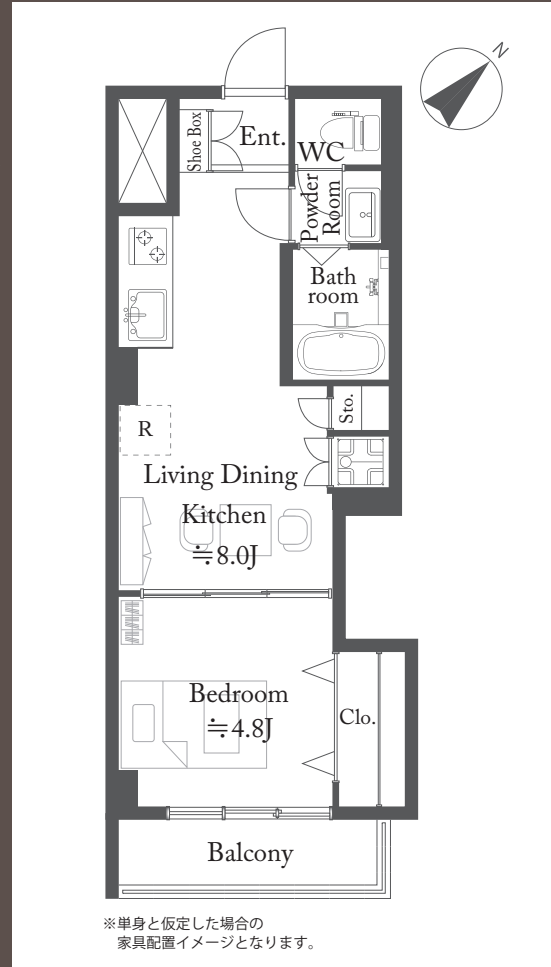 N
Shoe Box
Ent.
WC
Powder
Room
Bath
room
Sto.
R
Living Dining
Kitchen
≒8.0J
Bedroom
≒4.8J
Clo.
Balcony
※単身と仮定した場合の
家具配置イメージとなります。